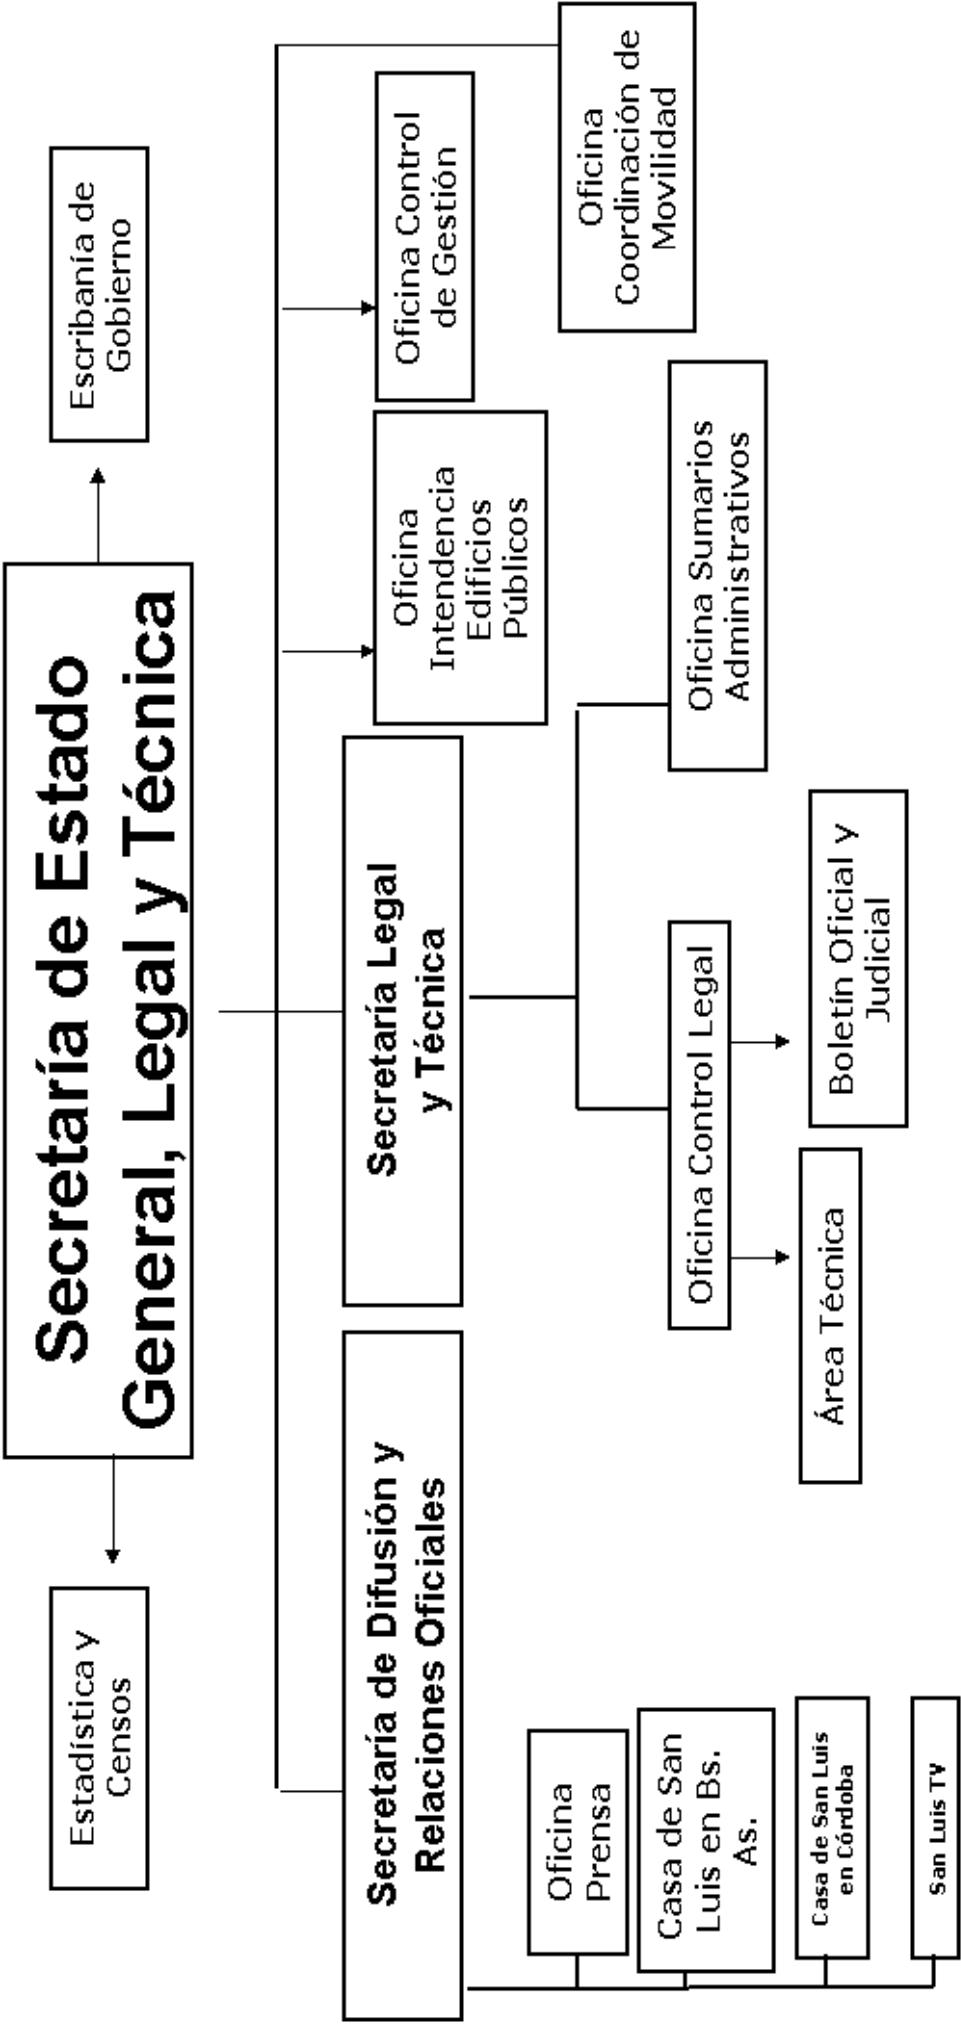 Secretaría de Estado
General, Legal y Técnica
Estadística y
Censos
Escribanía de
Gobierno
Secretaría de Difusión y
Relaciones Oficiales
Secretaría Legal
y Técnica
Oficina
Intendencia
Edificios
Públicos
Oficina Control
de Gestión
Oficina
Coordinación de
Movilidad
Oficina
Prensa
Casa de San
Luis en Bs.
As.
Casa de San Luis
en Córdoba
San Luis TV
Oficina Control Legal
Oficina Sumarios
Administrativos
Área Técnica
Boletín Oficial y
Judicial